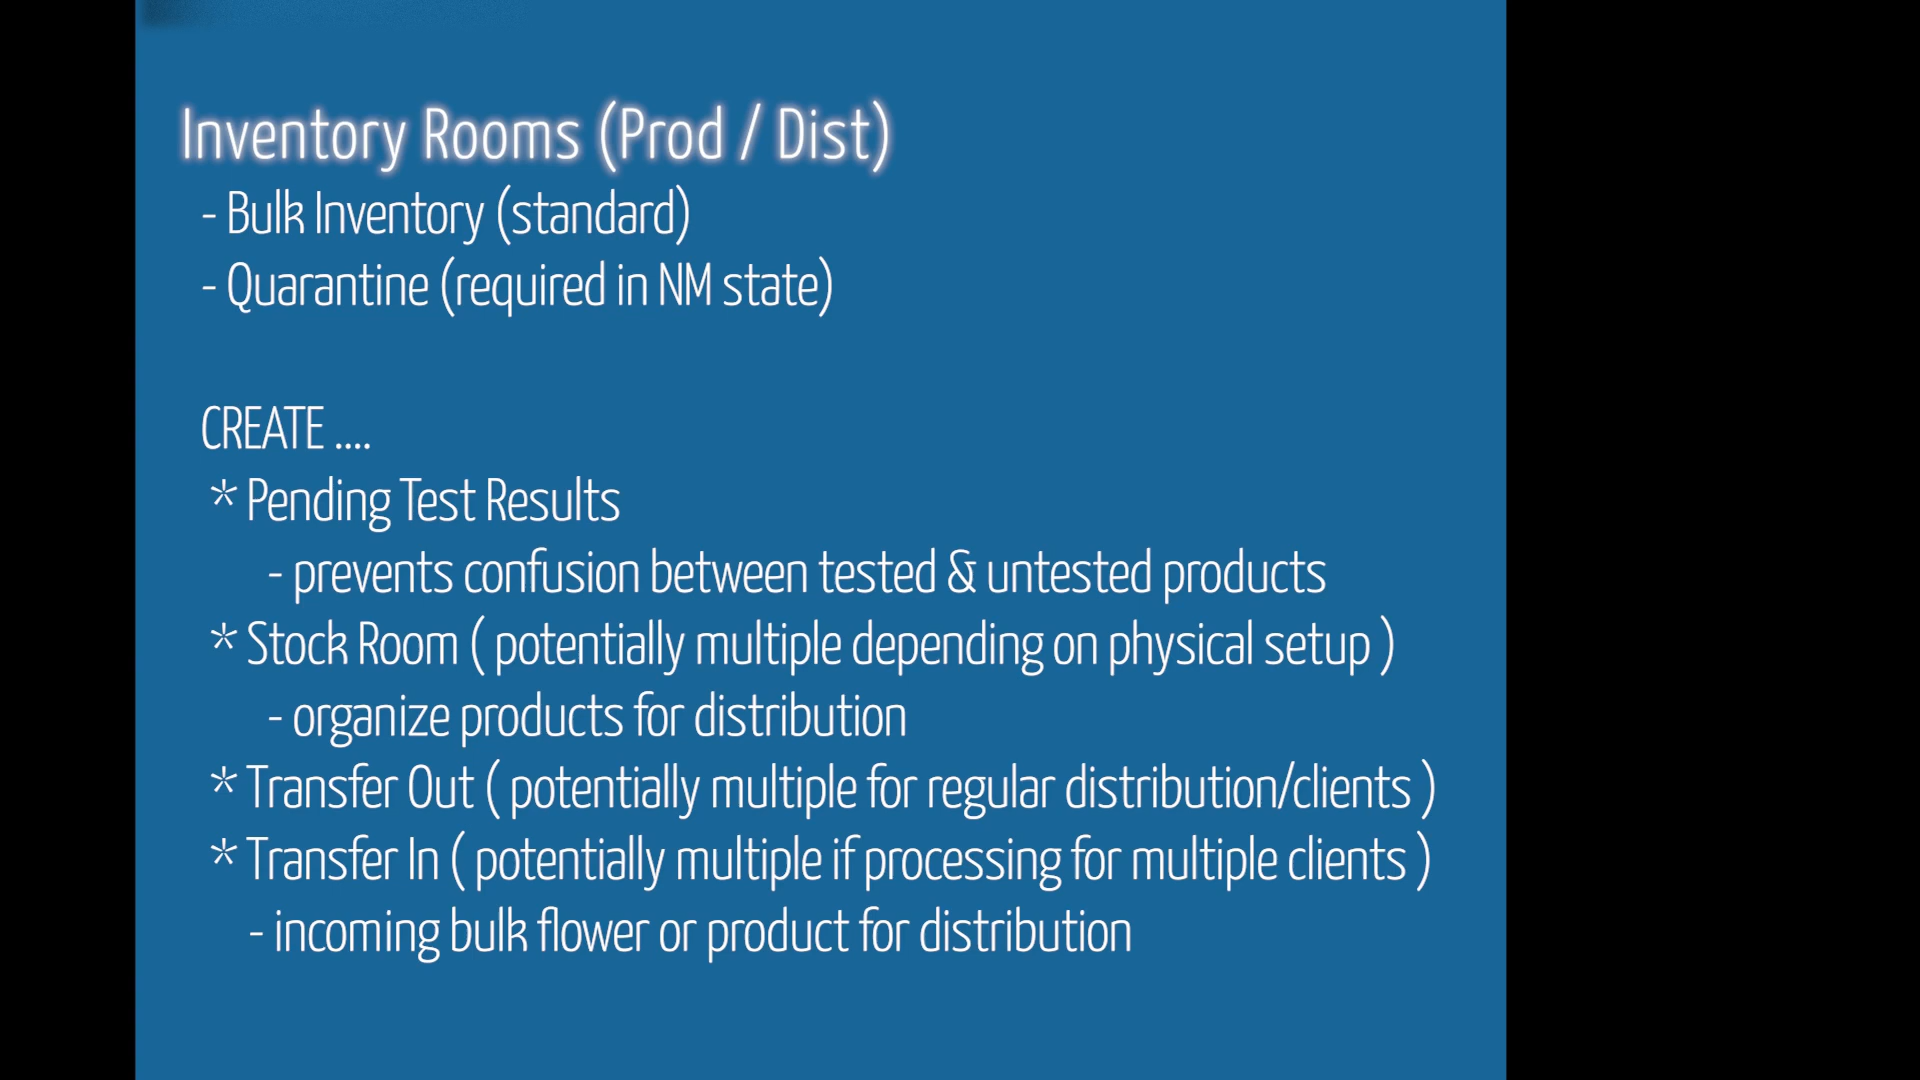 Inventory Rooms (Prod / Dist)
- Bulk Inventory (standard)
- Quarantine (required in NM state)
CREATE ....
* Pending Test Results
- prevents confusion between tested & untested products
* Stock Room ( potentially multiple depending on physical setup )
- organize products for distribution
* Transfer Out ( potentially multiple for regular distribution/clients )
* Transfer In ( potentially multiple if processing for multiple clients )
- incoming bulk flower or product for distribution